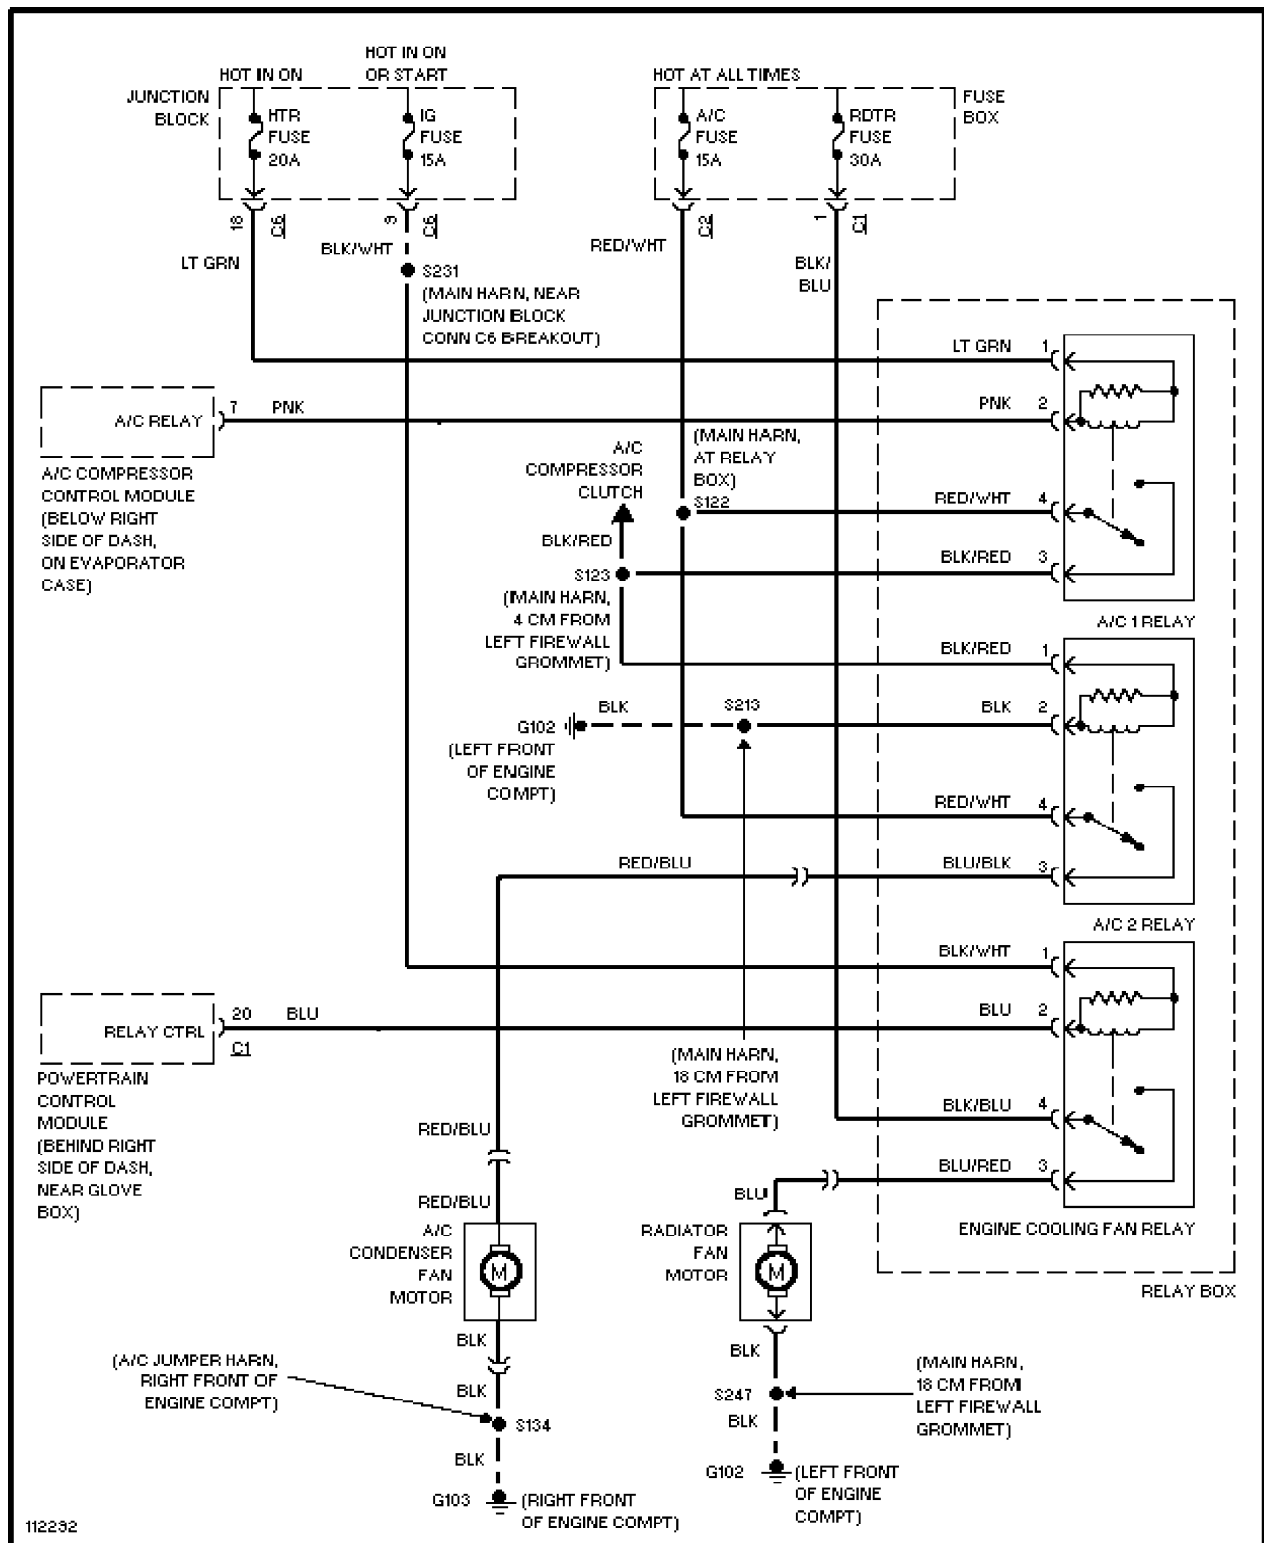 HOT IN ON
HOT IN ON
OR START
HOT AT ALL TIMES
JUNCTION
BLOCK
HTR
FUSE
20A
IG
FUSE
15A
A/C
FUSE
15A
RDTR
FUSE
30A
FUSE
BOX
18
C6
9
C6
C2
1
C1
LT GRN
BLK/WHT
RED/WHT
BLK/
BLU
S231
(MAIN HARN, NEAR
JUNCTION BLOCK
CONN C6 BREAKOUT)
LT GRN 1
A/C RELAY
7 PNK
PNK 2
A/C COMPRESSOR
CONTROL MODULE
(BELOW RIGHT
SIDE OF DASH,
ON EVAPORATOR
CASE)
A/C
COMPRESSOR
CLUTCH
(MAIN HARN,
AT RELAY
BOX)
S122
RED/WHT 4
BLK/RED
BLK/RED 3
S123
(MAIN HARN,
4 CM FROM
LEFT FIREWALL
GROMMET)
A/C 1 RELAY
BLK/RED 1
BLK
S213
BLK 2
G102
(LEFT FRONT
OF ENGINE
COMPT)
RED/WHT 4
RED/BLU
BLU/BLK 3
A/C 2 RELAY
BLK/WHT 1
RELAY CTRL
20 BLU
C1
BLU 2
POWERTRAIN
CONTROL
MODULE
(BEHIND RIGHT
SIDE OF DASH,
NEAR GLOVE
BOX)
(MAIN HARN,
18 CM FROM
LEFT FIREWALL
GROMMET)
BLK/BLU 4
RED/BLU
BLU/RED 3
RED/BLU
BLU
ENGINE COOLING FAN RELAY
A/C
CONDENSER
FAN
MOTOR
M
RADIATOR
FAN
MOTOR
M
RELAY BOX
BLK
BLK
(A/C JUMPER HARN,
RIGHT FRONT OF
ENGINE COMPT)
BLK
S134
BLK
S247
BLK
(MAIN HARN,
18 CM FROM
LEFT FIREWALL
GROMMET)
G103
(RIGHT FRONT
OF ENGINE COMPT)
G102
(LEFT FRONT
OF ENGINE
COMPT)
112292